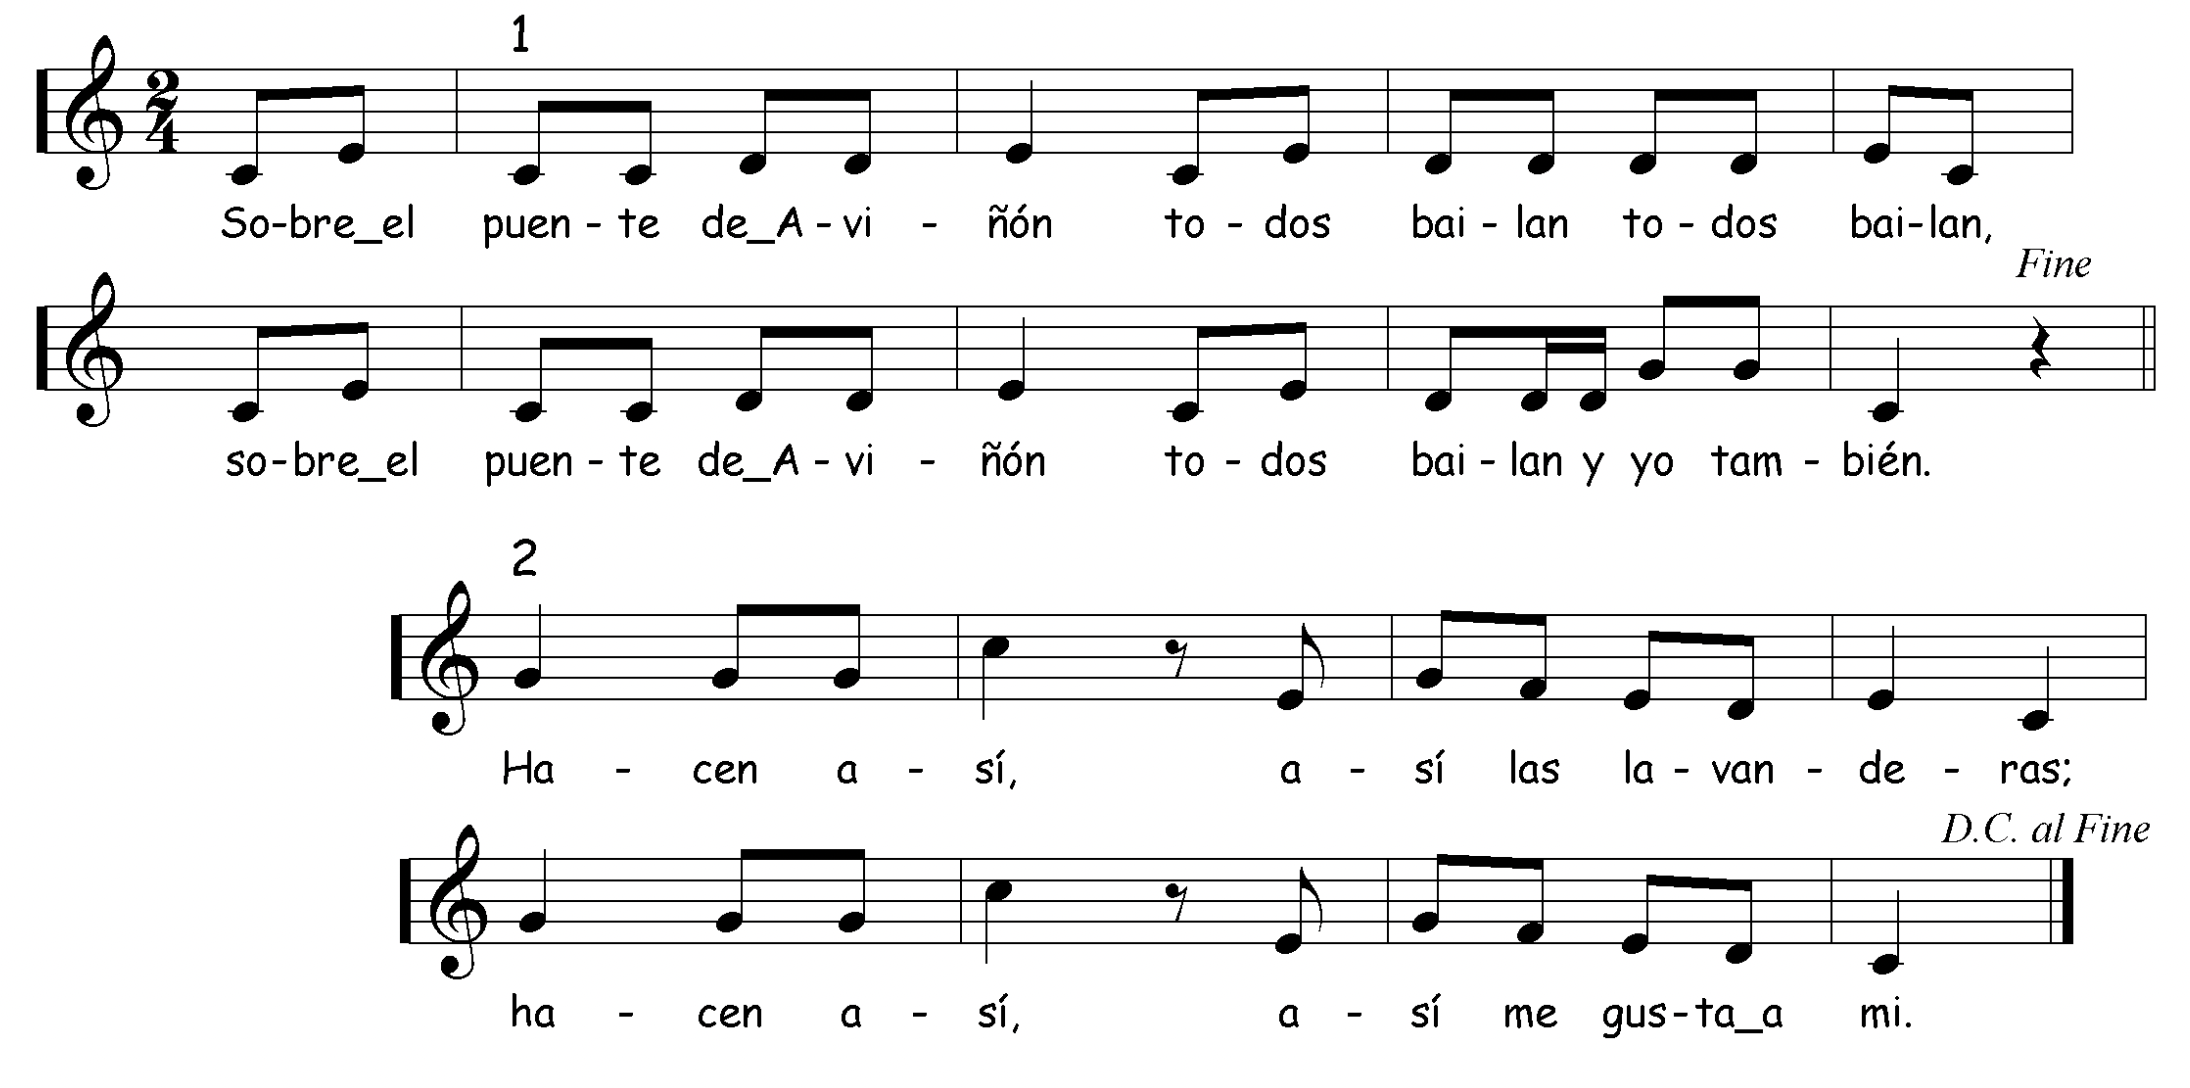 1
2
4
So-bre_el puen - te de_A - vi - ñón to - dos bai - lan to - dos bai-lan,
Fine
so-bre_el puen - te de_A - vi - ñón to - dos bai - lan y yo tam - bién.
2
Ha - cen a - sí, a - sí las la - van - de - ras;
D.C. al Fine
ha - cen a - sí, a - sí me gus-ta_a mi.